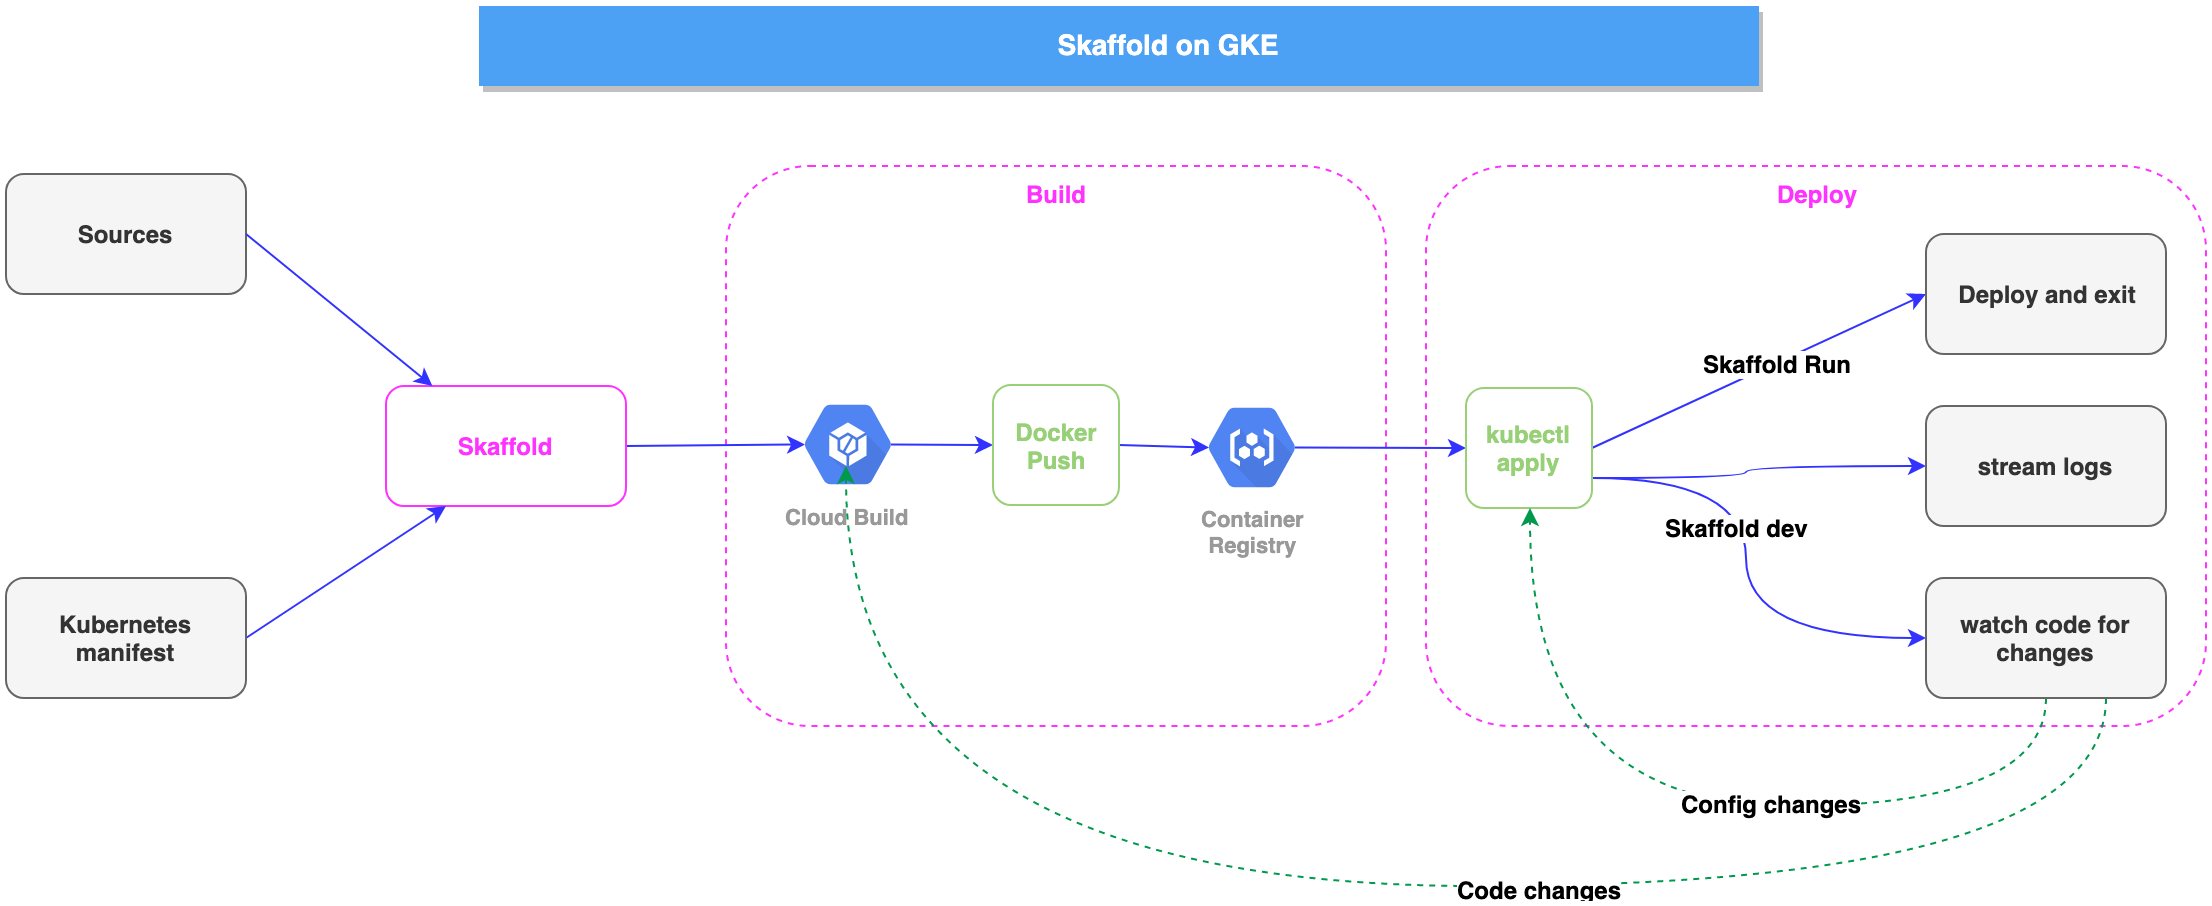 Skaffold on GKE
Build
Deploy
Sources
Deploy and exit
Skaffold Run
Skaffold
Docker
Push
kubectl
apply
stream logs
Cloud Build
Container
Registry
Skaffold dev
Kubernetes
manifest
watch code for
changes
Config changes
Code changes